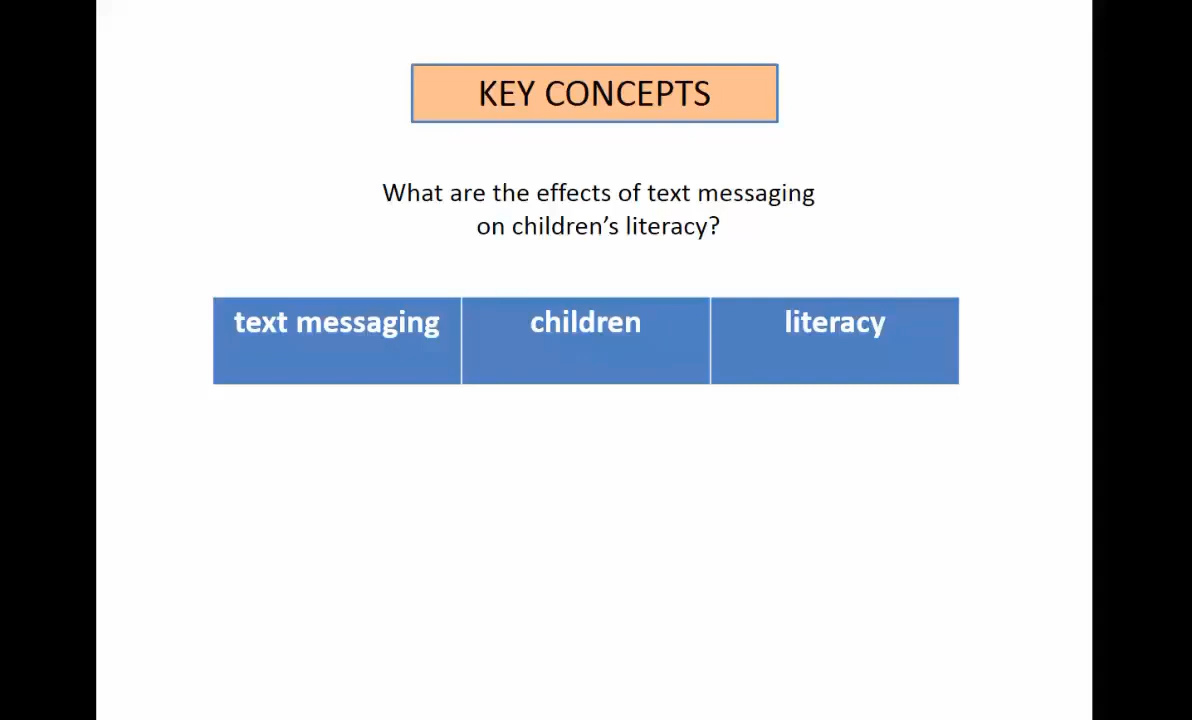 KEY CONCEPTS
What are the effects of text messaging
on children’s literacy?
text messaging children literacy